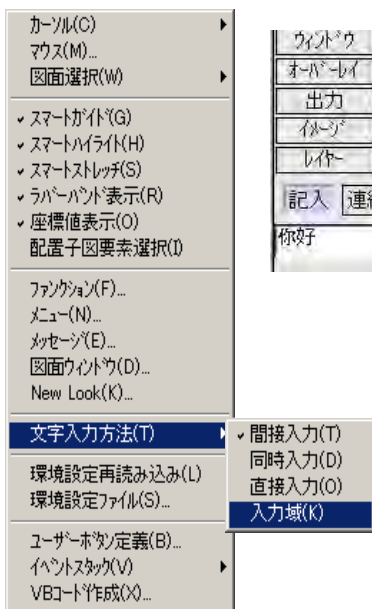 カーソル(C)
マウス(M)...
図面選択(W)
スマートガイド(G)
スマートハイライト(H)
スマートストレッチ(S)
ラバーバンド表示(R)
座標値表示(O)
配置子図要素選択(I)
ファンクション(F)...
メニュー(N)...
メッセージ(E)...
図面ウィンドウ(D)...
New Look(K)...
文字入力方法(T)
環境設定再読み込み(L)
環境設定ファイル(S)...
ユーザーボタン定義(B)...
イベントスタック(V)
VBコード作成(X)...
間接入力(T)
同時入力(D)
直接入力(O)
入力域(K)
ウィンドウ
オーバーレイ
出力
イメージ
レイヤー
記入 連続
你好